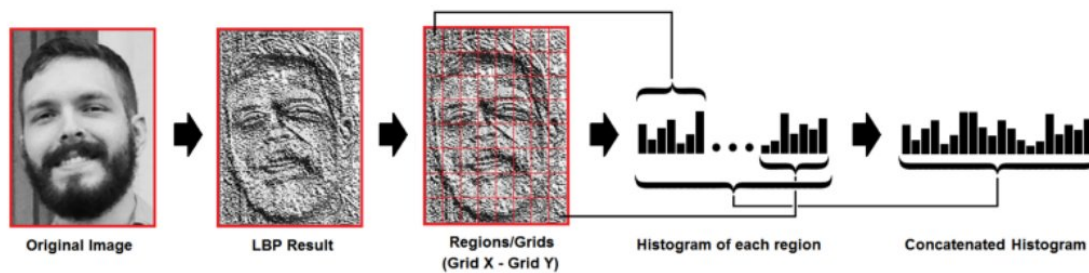 Original Image
LBP Result
Regions/Grids
(Grid X - Grid Y)
Histogram of each region
Concatenated Histogram